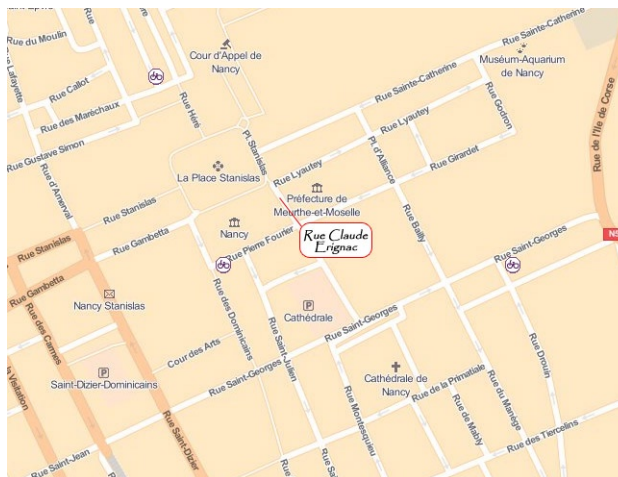 Rue du Moulin
Rue Sainte-Catherine
Cour d'Appel de
Nancy
Muséum-Aquarium
de Nancy
Rue Lafayette
Rue Callot
Rue Sainte-Catherine
Rue Godron
Rue des Maréchaux
Rue Héré
Pl. Stanislas
Rue Lyautey
Rue de l'Ile de Corse
Rue Gustave Simon
Pl. d'Alliance
Rue Girardet
La Place Stanislas
Rue Lyautey
Rue d'Amerval
Préfecture de
Meurthe-et-Moselle
Rue Stanislas
Rue Bailly
Rue Stanislas
Rue Gambetta
Nancy
Rue Pierre Fourier
Rue Claude
Erignac
Rue Saint-Georges
Rue Gambetta
Nancy Stanislas
Rue des Dominicains
P
Cathédrale
Rue Saint-Georges
Rue des Carmes
Cour des Arts
Rue Saint-Julien
Rue Drouin
P
Saint-Dizier-Dominicains
Rue Saint-Georges
Cathédrale de
Nancy
Rue de la Primatiale
Rue du Manège
la Visitation
Rue Montesquieu
Rue de Mably
Rue Saint-Dizier
Rue des Tiercelins
Rue Saint-Jean